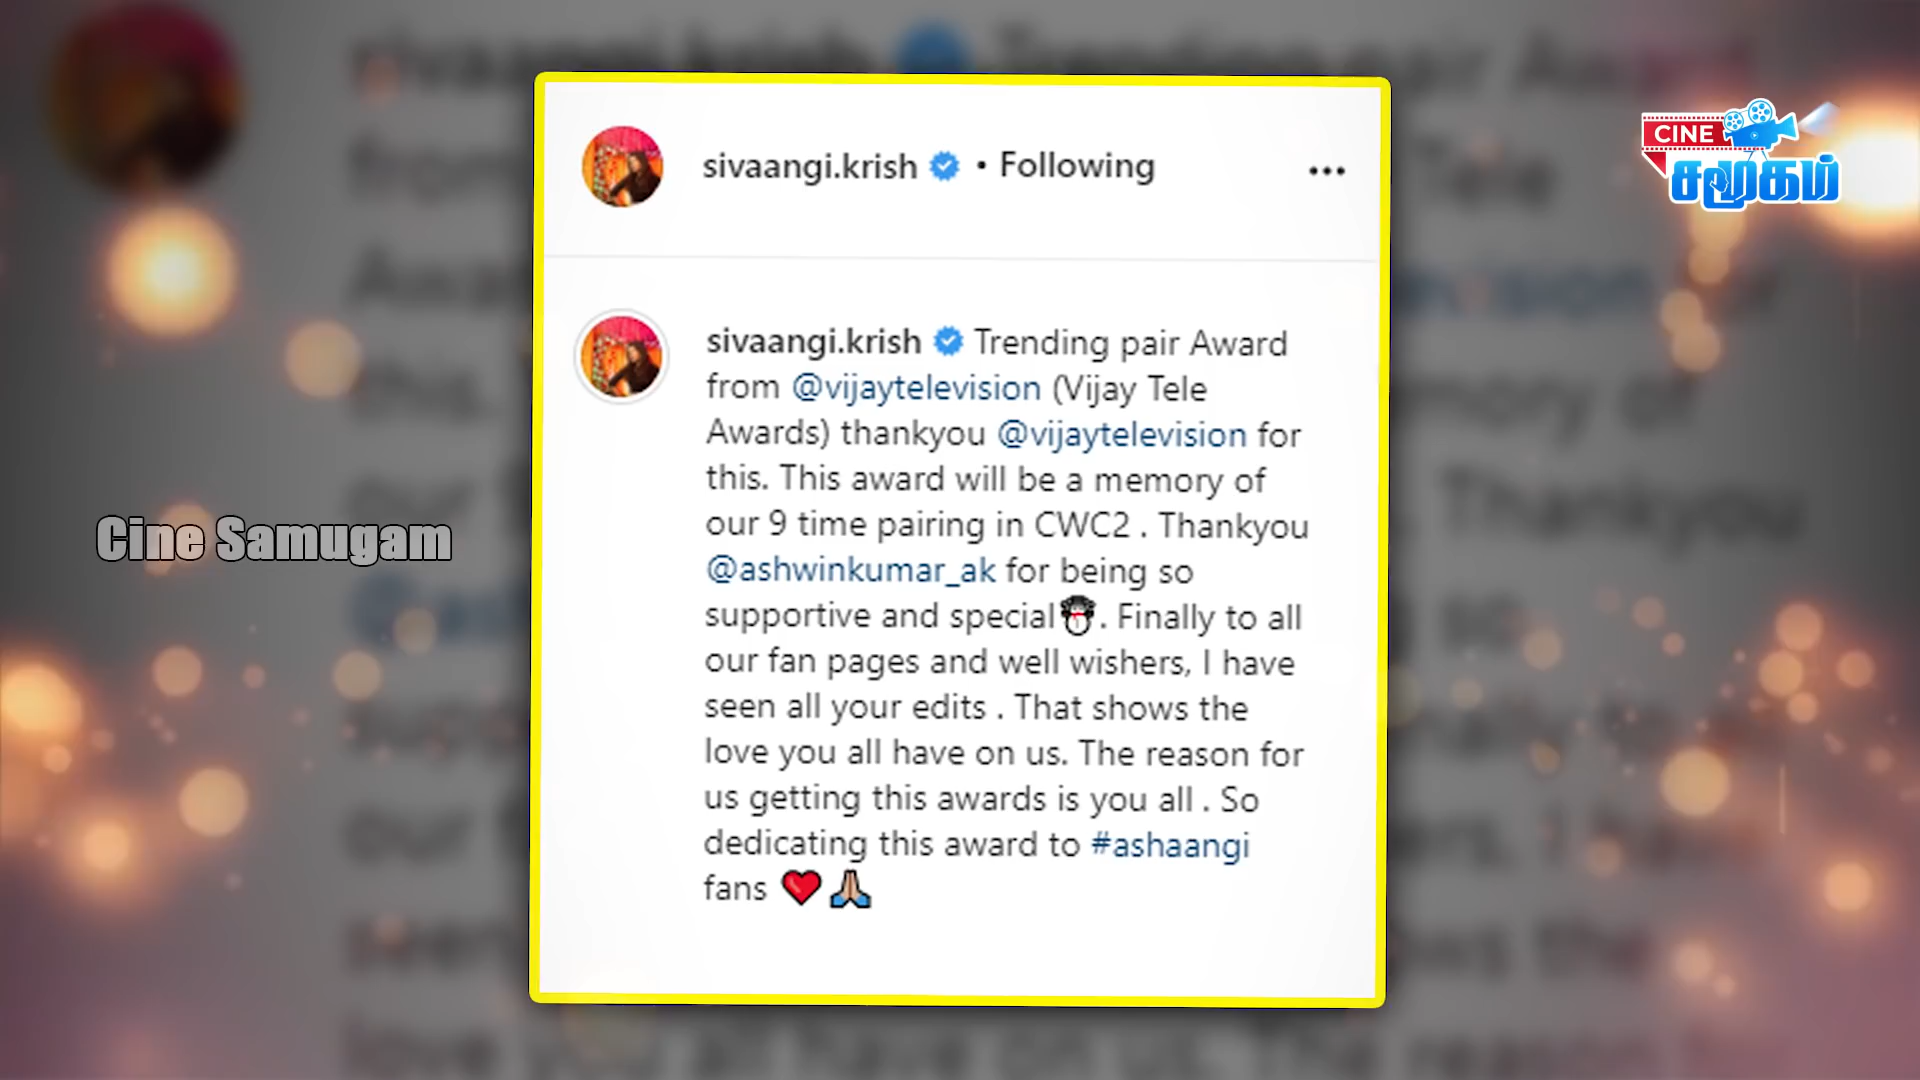 sivaangi.krish • Following
•••
CINE
சமூகம்
sivaangi.krish Trending pair Award
from @vijaytelevision (Vijay Tele
Awards) thankyou @vijaytelevision for
this. This award will be a memory of
our 9 time pairing in CWC2 . Thankyou
@ashwinkumar_ak for being so
supportive and special☃. Finally to all
our fan pages and well wishers, I have
seen all your edits . That shows the
love you all have on us. The reason for
us getting this awards is you all . So
dedicating this award to #ashaangi
fans ❤️🙏🏼
Cine Samugam